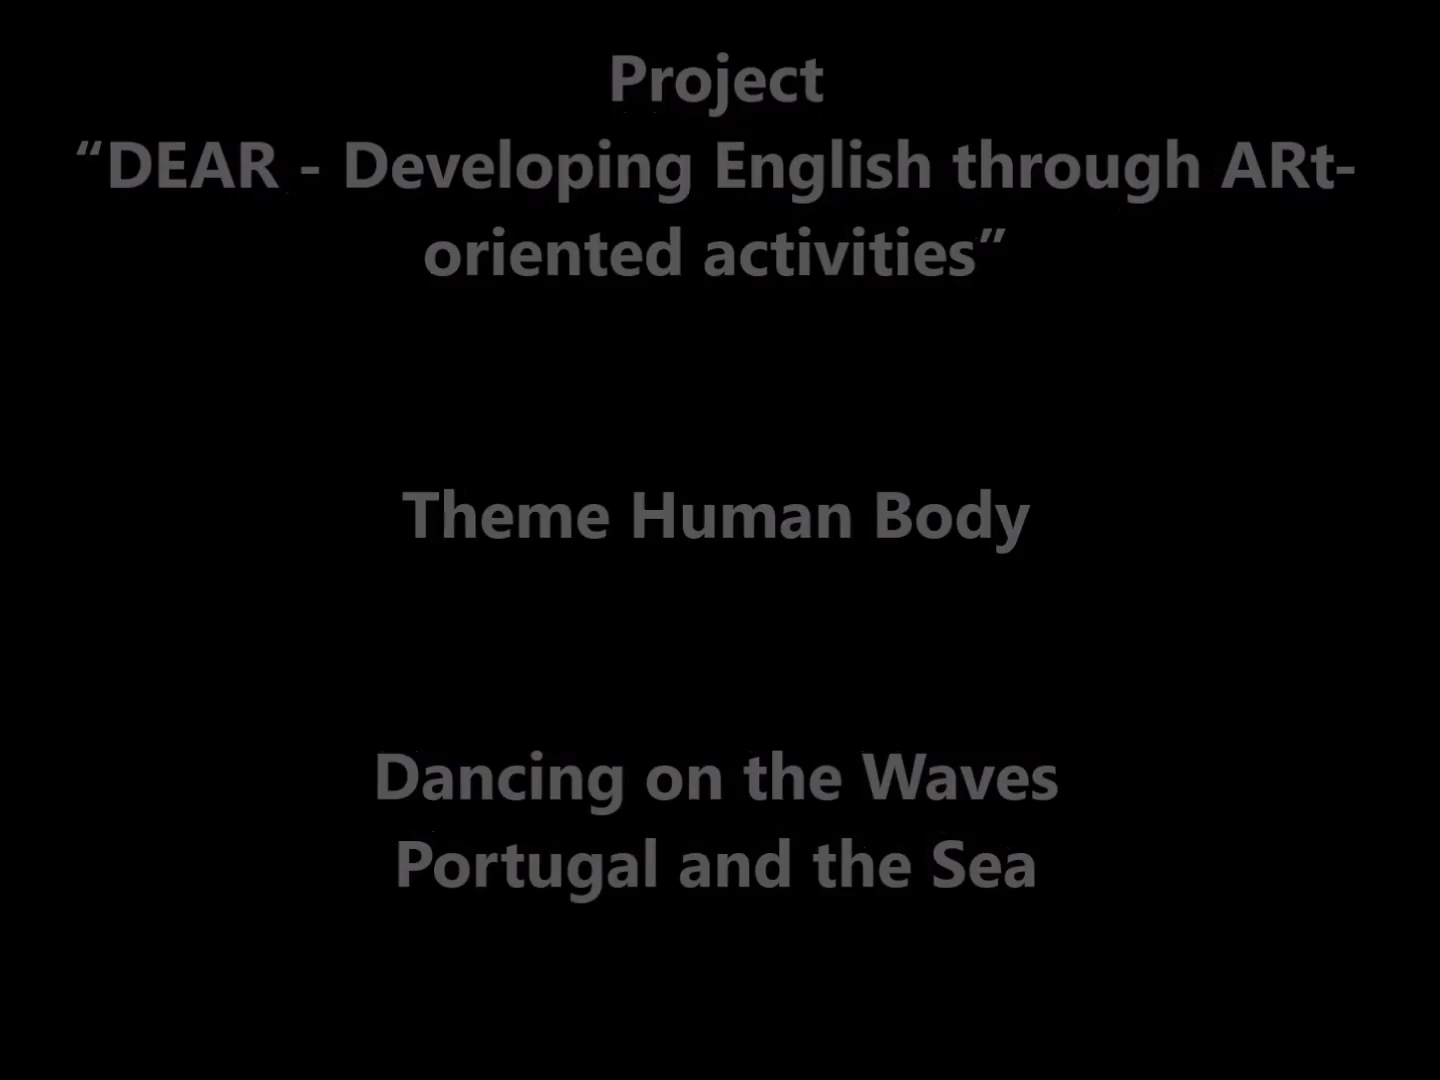 Project
“DEAR - Developing English through ARt-
oriented activities”
Theme Human Body
Dancing on the Waves
Portugal and the Sea